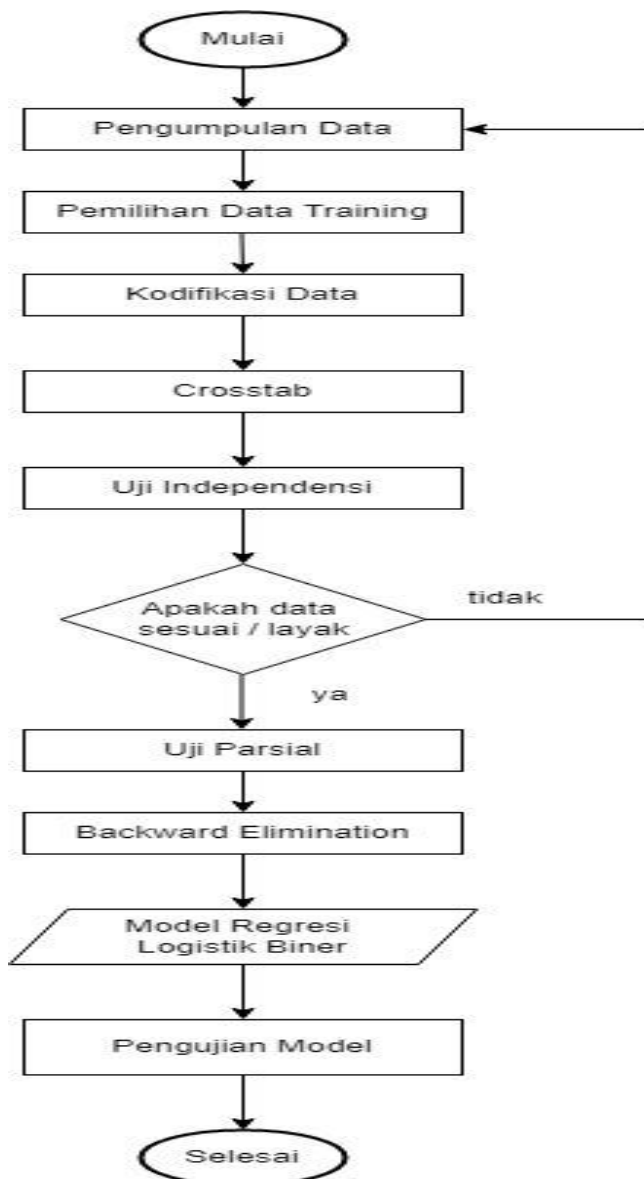 Mulai
Pengumpulan Data
Pemilihan Data Training
Kodifikasi Data
Crosstab
Uji Independensi
Apakah data
sesuai / layak
tidak
ya
Uji Parsial
Backward Elimination
Model Regresi
Logistik Biner
Pengujian Model
Selesai